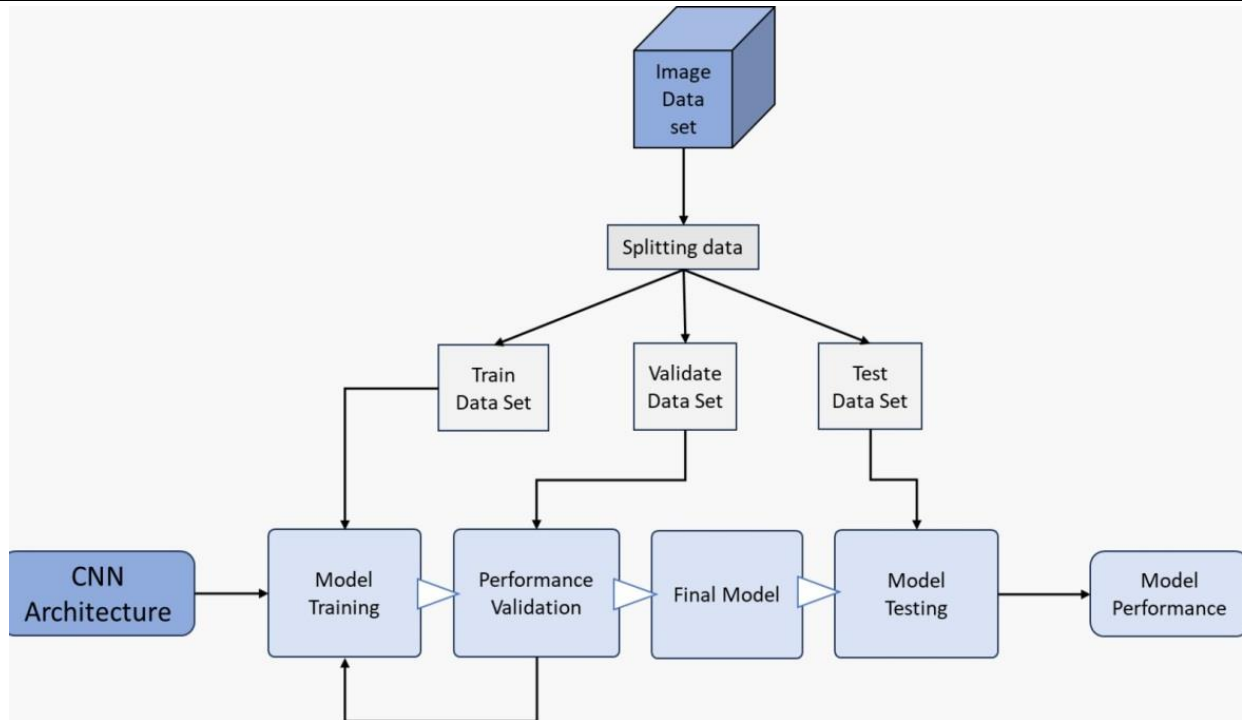 Image
Data
set
Splitting data
Train
Data Set
Validate
Data Set
Test
Data Set
CNN
Architecture
Model
Training
Performance
Validation
Final Model
Model
Testing
Model
Performance